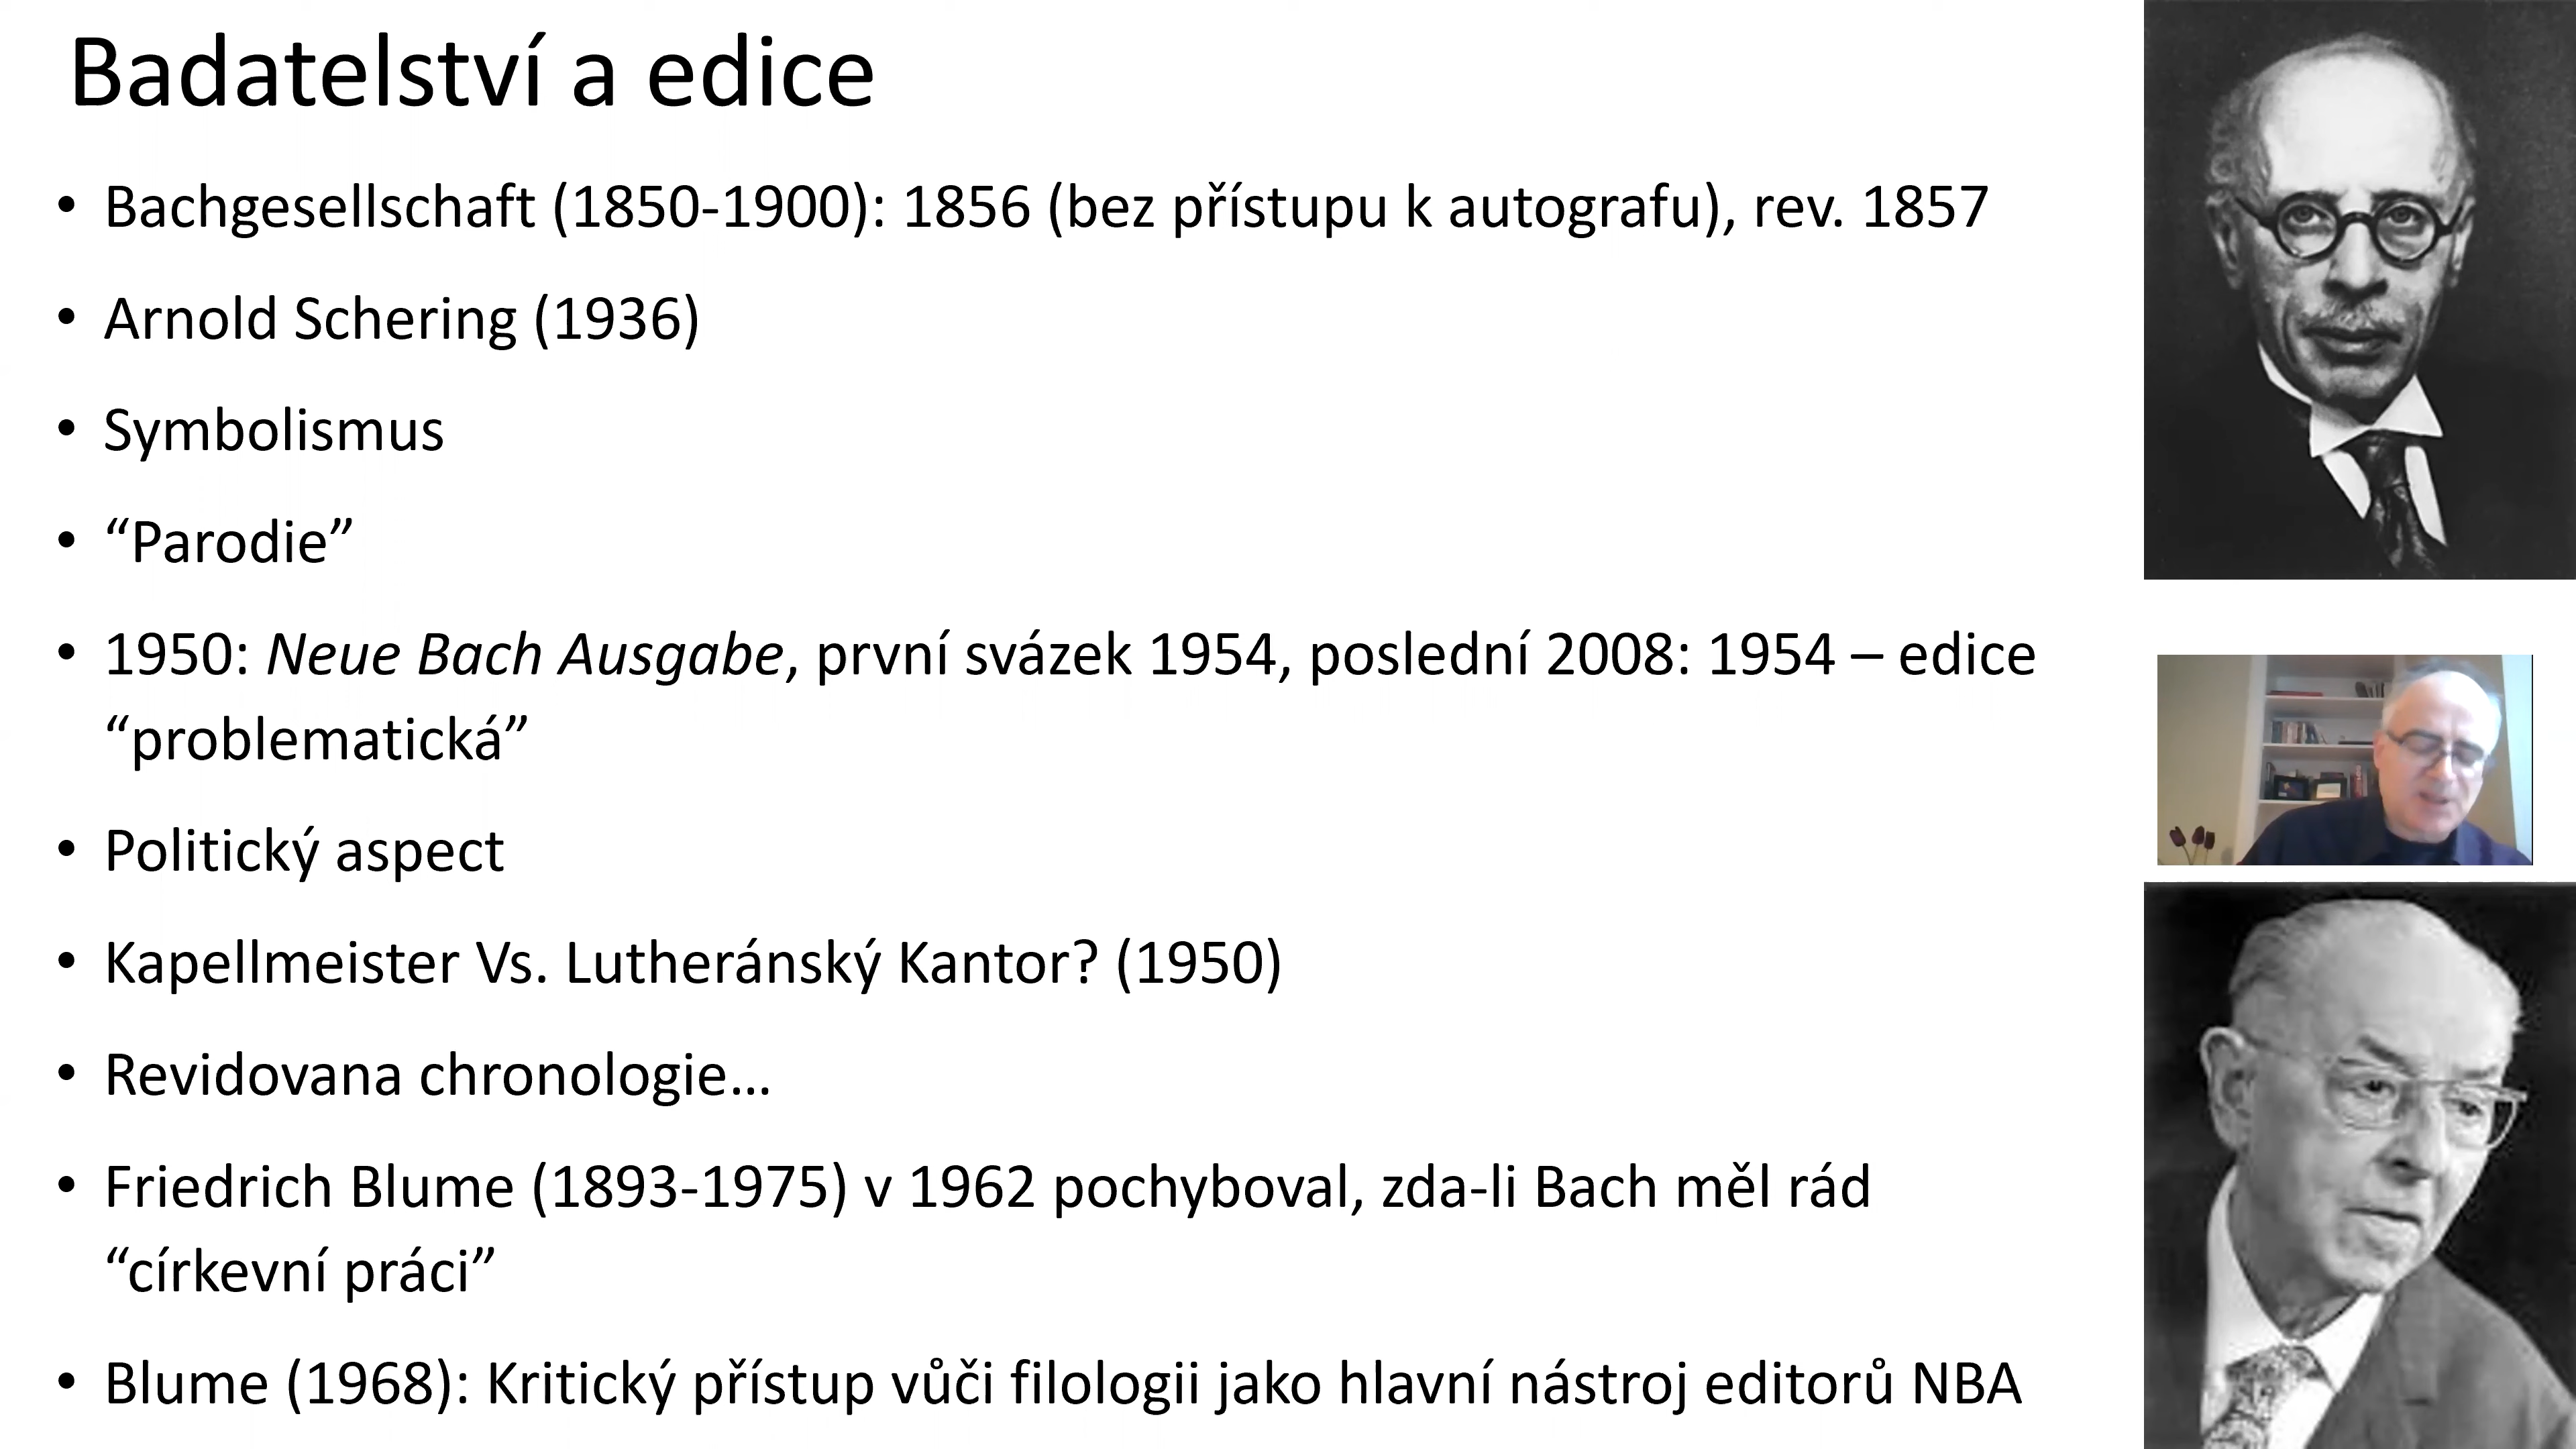 Badatelství a edice
• Bachgesellschaft (1850-1900): 1856 (bez přístupu k autografu), rev. 1857
• Arnold Schering (1936)
• Symbolismus
• “Parodie”
• 1950: Neue Bach Ausgabe, první svázek 1954, poslední 2008: 1954 – edice
“problematická”
• Politický aspect
• Kapellmeister Vs. Lutheránský Kantor? (1950)
• Revidovana chronologie…
• Friedrich Blume (1893-1975) v 1962 pochyboval, zda-li Bach měl rád
“církevní práci”
• Blume (1968): Kritický přístup vůči filologii jako hlavní nástroj editorů NBA